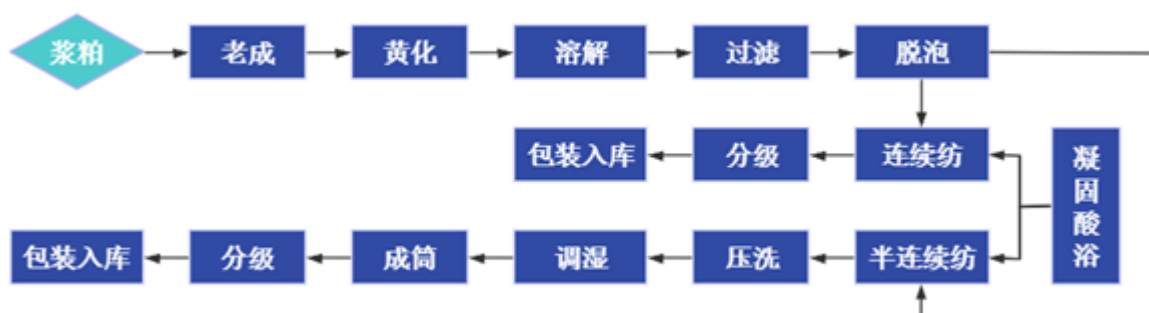 浆粕
老成
黄化
溶解
过滤
脱泡
包装入库
分级
连续纺
凝固酸浴
包装入库
分级
成筒
调湿
压洗
半连续纺